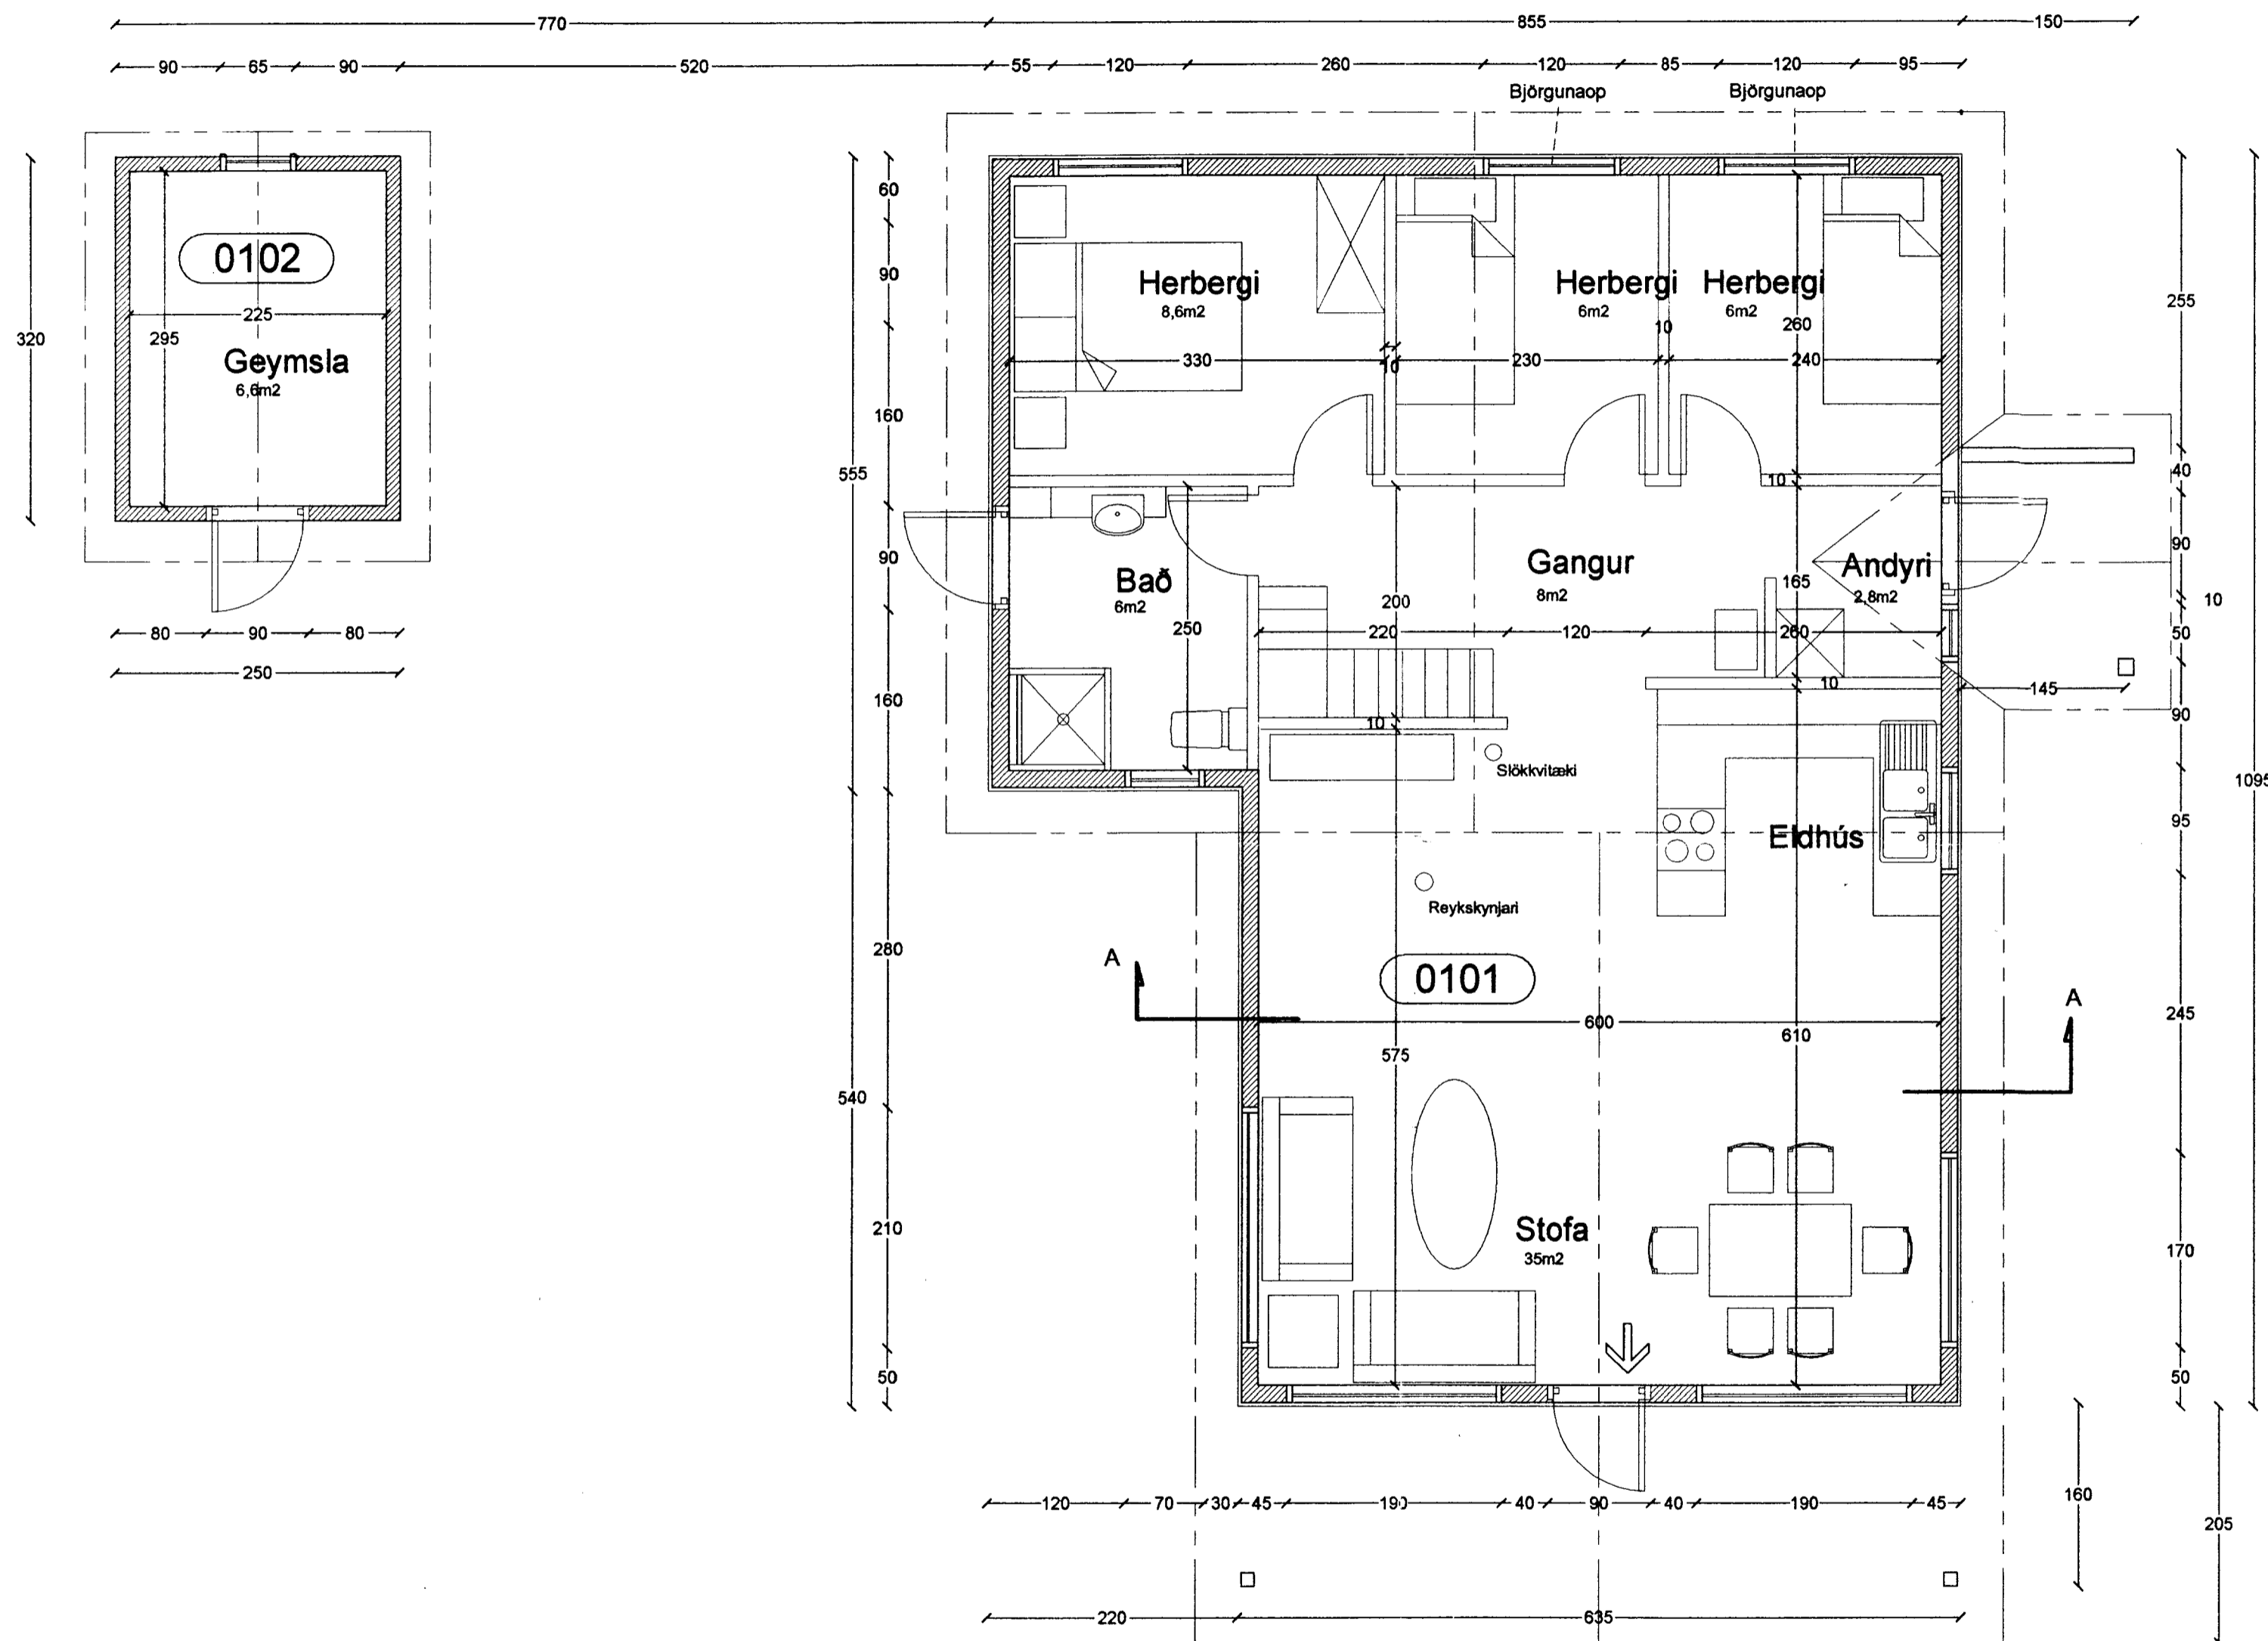 770 855 150
90 65 90 520 55 120 260 120 85 120 95
Björgunaop Björgunaop
320
0102
225
295
Geymsla
6,6m2
80 90 80
250
555
540
60
90
160
90
160
280
210
50
Herbergi
8,6m2
Herbergi
6m2
Herbergi
6m2
10
260
330 10 230 240
10
Bað
6m2
250
Gangur
8m2
Andyri
2,8m2
165
200
220 120 260
10
10
Slökkvitæki
Eldhús
Reykskynjari
0101
A
A
600
610
575
Stofa
35m2
255
40
90
10
50
145
90
95
1095
245
170
50
160
205
120 70 30 45 190 40 90 40 190 45
220 635